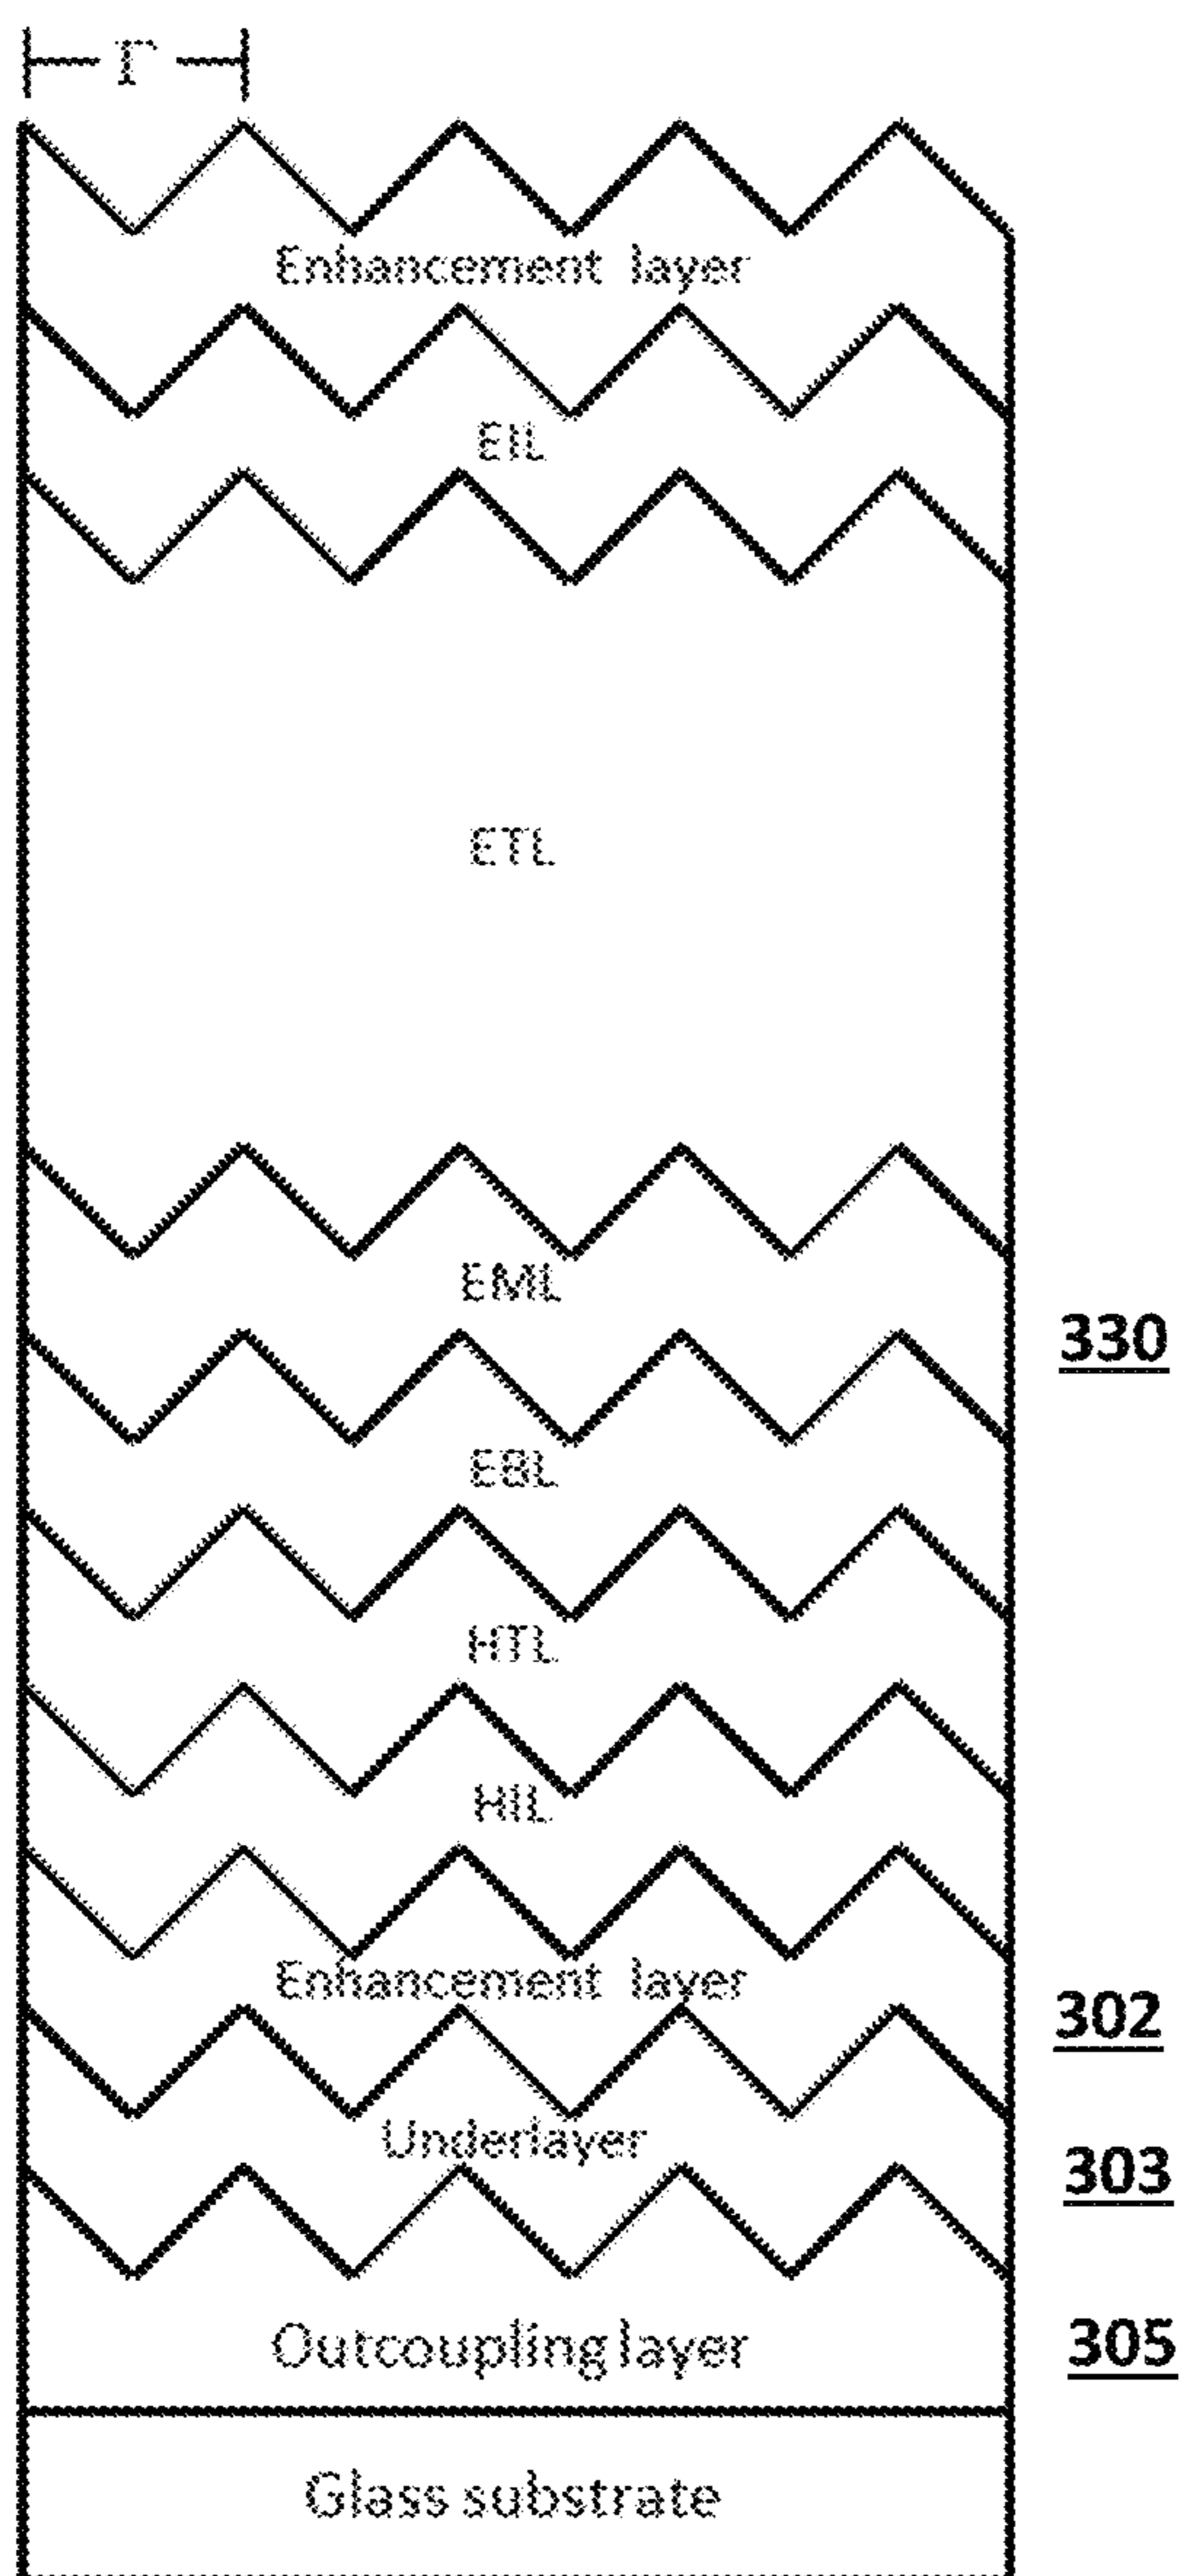 Γ
Enhancement layer
EIL
ETL
EML
330
EBL
HTL
HIL
Enhancement layer
302
Underlayer
303
Outcoupling layer
305
Glass substrate